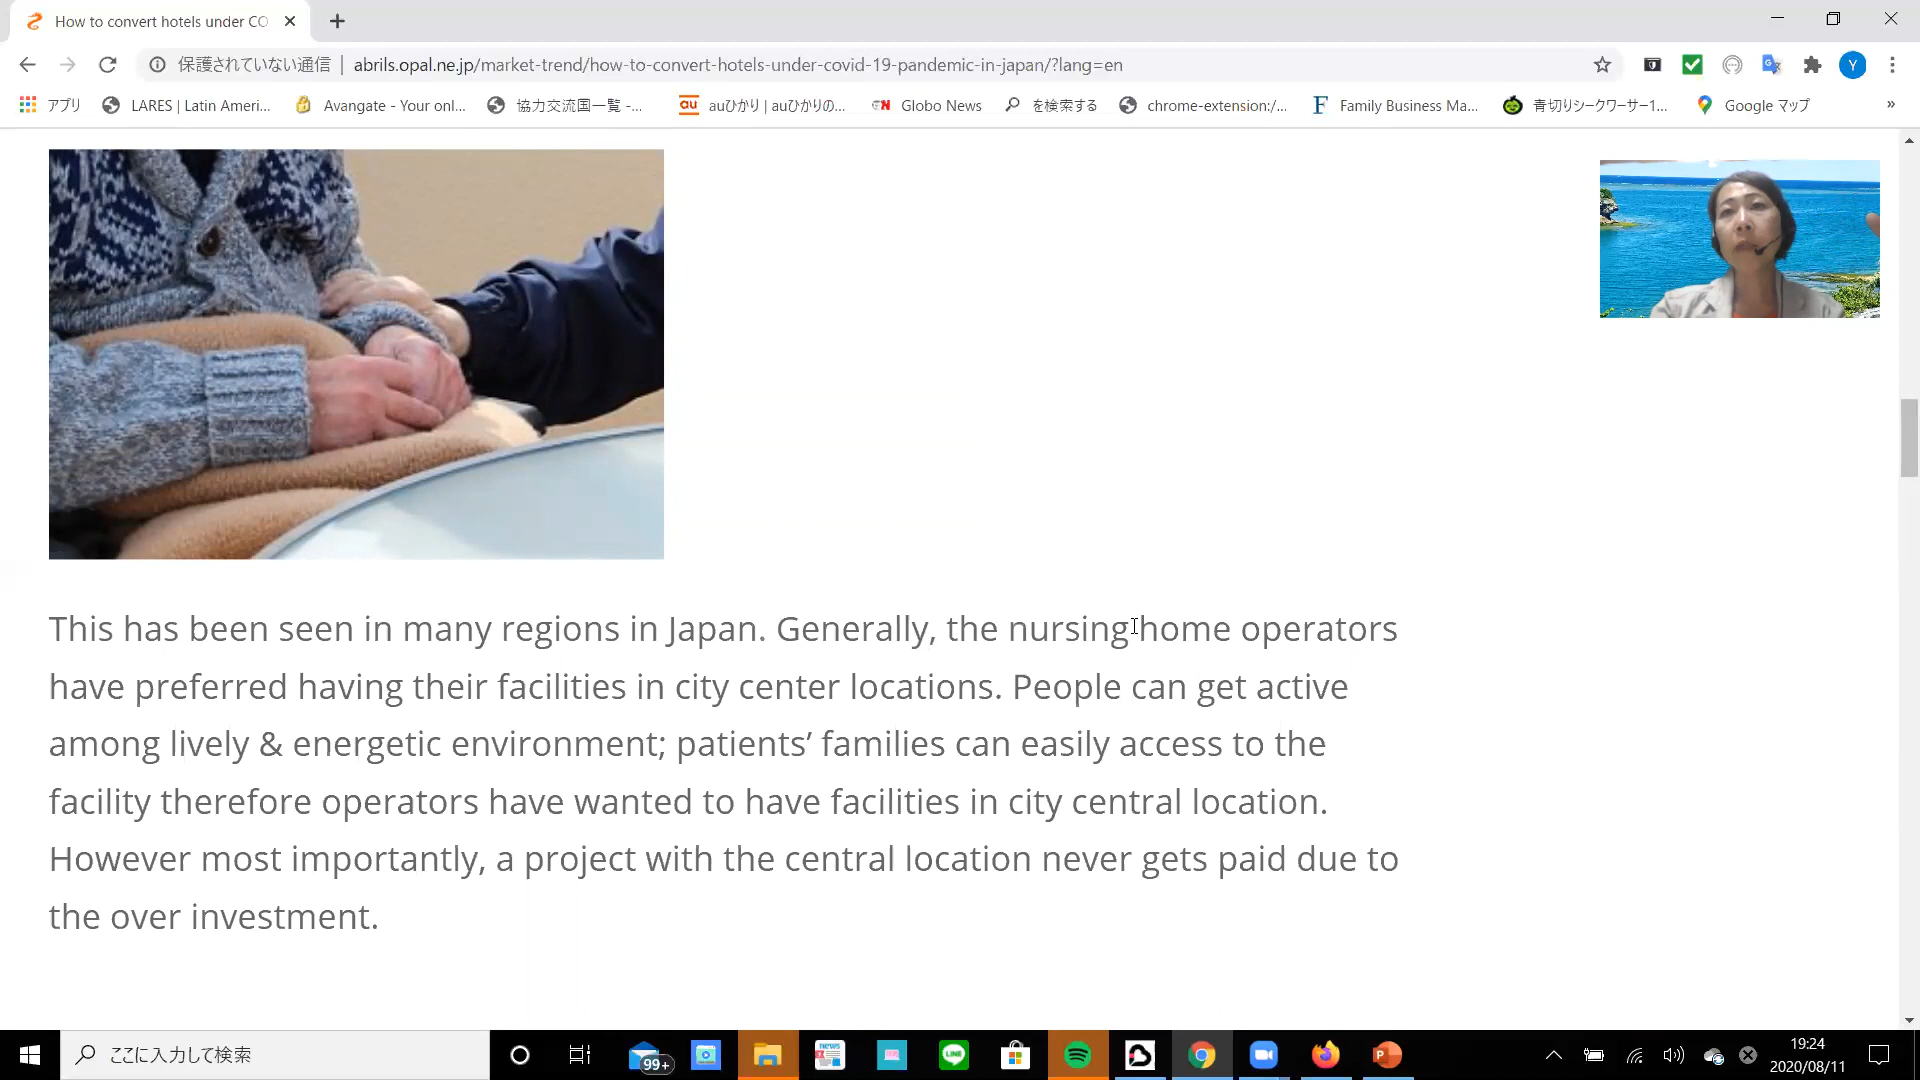 How to convert hotels under CO
保護されていない通信 | abrils.opal.ne.jp/market-trend/how-to-convert-hotels-under-covid-19-pandemic-in-japan/?lang=en
Y
アプリ LARES | Latin Ameri... Avangate - Your onl... 協力交流国一覧 -... au auひかり | auひかりの... Globo News を検索する chrome-extension:/... F Family Business Ma... 青切りシークワーサー1... Google マップ »
This has been seen in many regions in Japan. Generally, the nursing home operators
have preferred having their facilities in city center locations. People can get active
among lively & energetic environment; patients’ families can easily access to the
facility therefore operators have wanted to have facilities in city central location.
However most importantly, a project with the central location never gets paid due to
the over investment.
ここに入力して検索
99+
news
LINE
19:24
2020/08/11